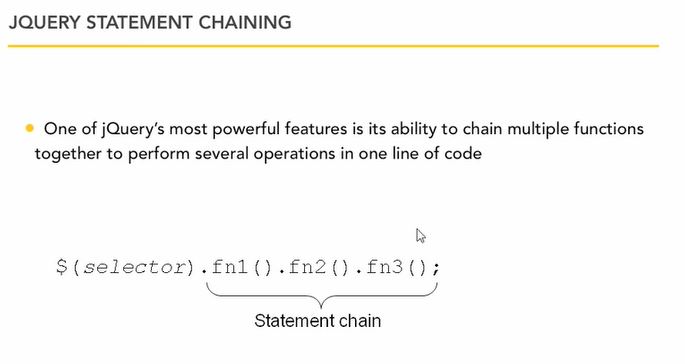 JQUERY STATEMENT CHAINING
One of jQuery's most powerful features is its ability to chain multiple functions
together to perform several operations in one line of code
$(selector).fn1().fn2().fn3();
Statement chain